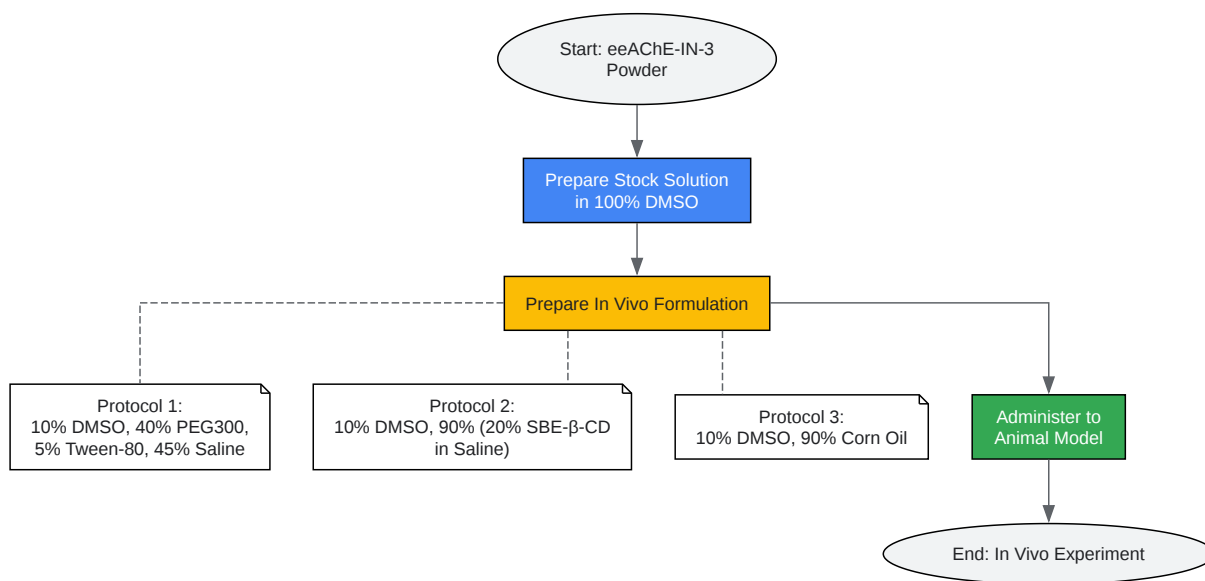 Start: eeAChE-IN-3
Powder
Prepare Stock Solution
in 100% DMSO
Prepare In Vivo Formulation
Protocol 1:
10% DMSO, 40% PEG300,
5% Tween-80, 45% Saline
Protocol 2:
10% DMSO, 90% (20% SBE-β-CD
in Saline)
Protocol 3:
10% DMSO, 90% Corn Oil
Administer to
Animal Model
End: In Vivo Experiment